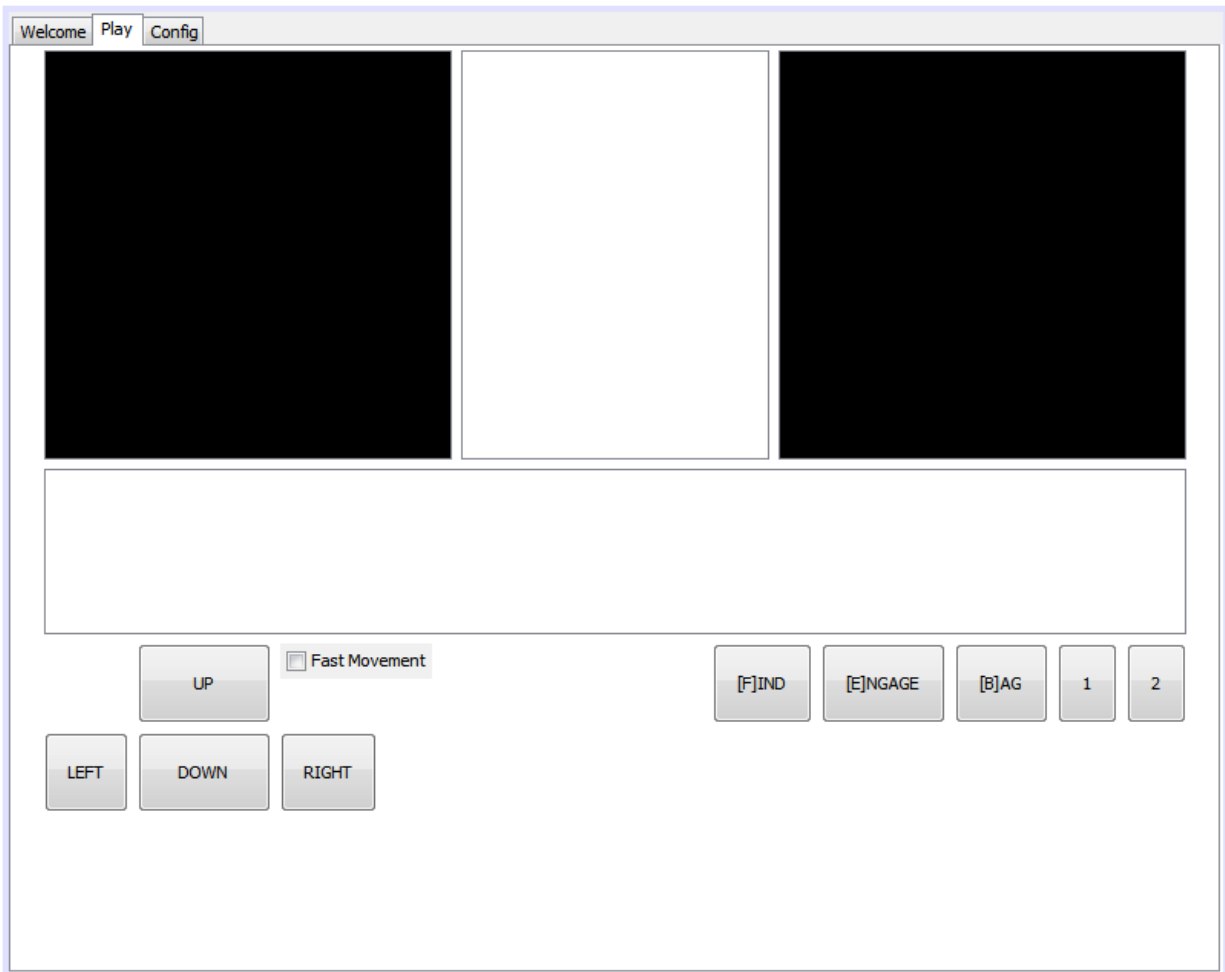 Welcome Play Config
Fast Movement
UP [F]IND [E]NGAGE [B]AG 1 2
LEFT DOWN RIGHT